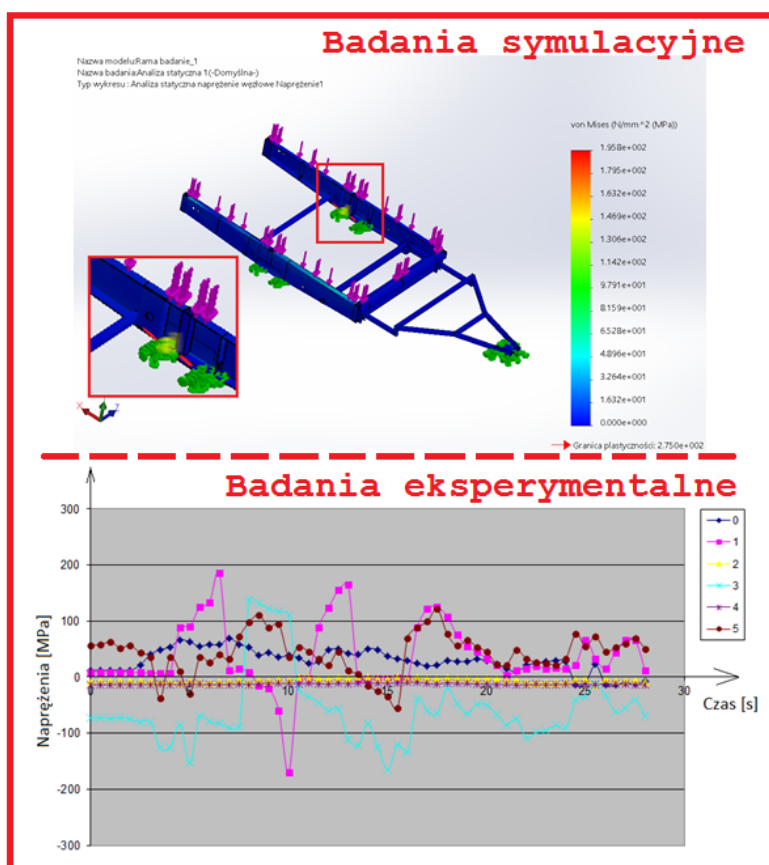 Badania symulacyjne
Nazwa modelu:Rama badanie_1
Nazwa badania:Analiza statyczna 1(-Domyślna-)
Typ wykresu : Analiza statyczna naprężenie węzłowe Naprężenie1
von Mises (N/mm^2 (MPa))
1.958e+002
1.795e+002
1.632e+002
1.469e+002
1.306e+002
1.142e+002
9.791e+001
8.159e+001
6.528e+001
4.896e+001
3.264e+001
1.632e+001
0.000e+000
Granica plastyczności: 2.750e+002
X
Z
Badania eksperymentalne
300
200
100
0
-100
-200
-300
Naprężenia [MPa]
0
10
20
30
Czas [s]
0
1
2
3
4
5